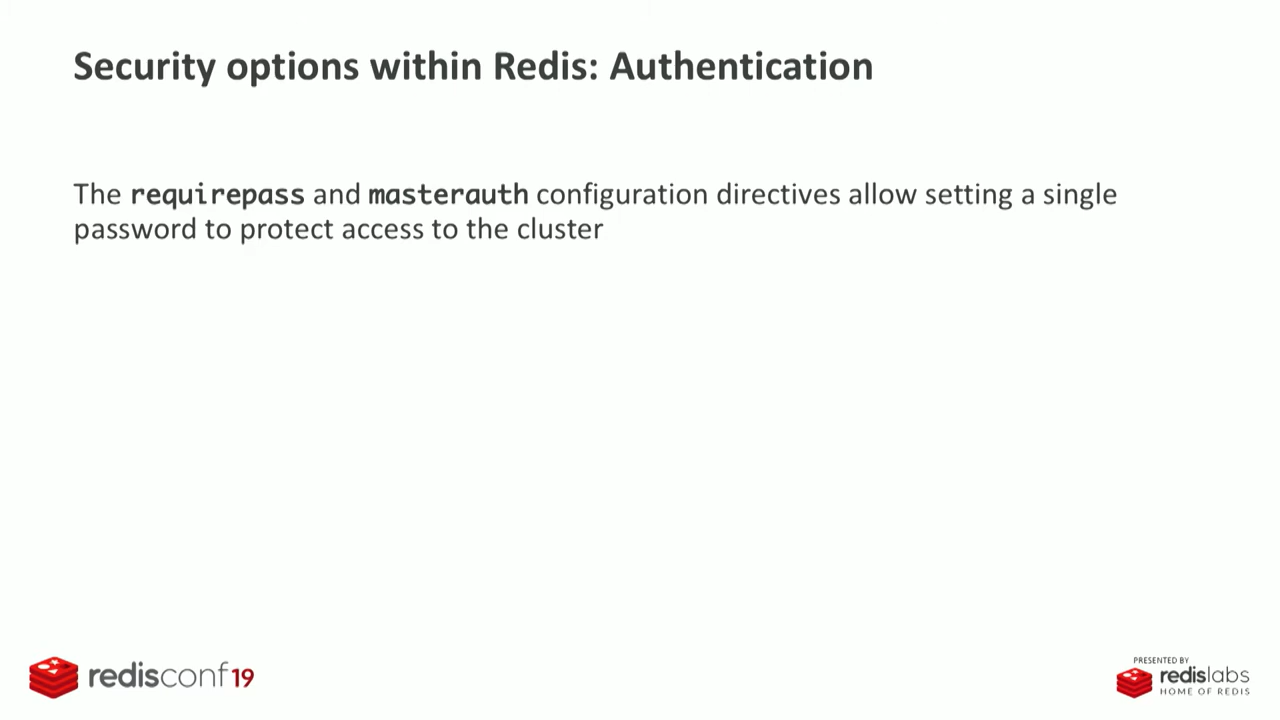 Security options within Redis: Authentication
The requirepass and masterauth configuration directives allow setting a single
password to protect access to the cluster
redisconf19
PRESENTED BY
redislabs
HOME OF REDIS